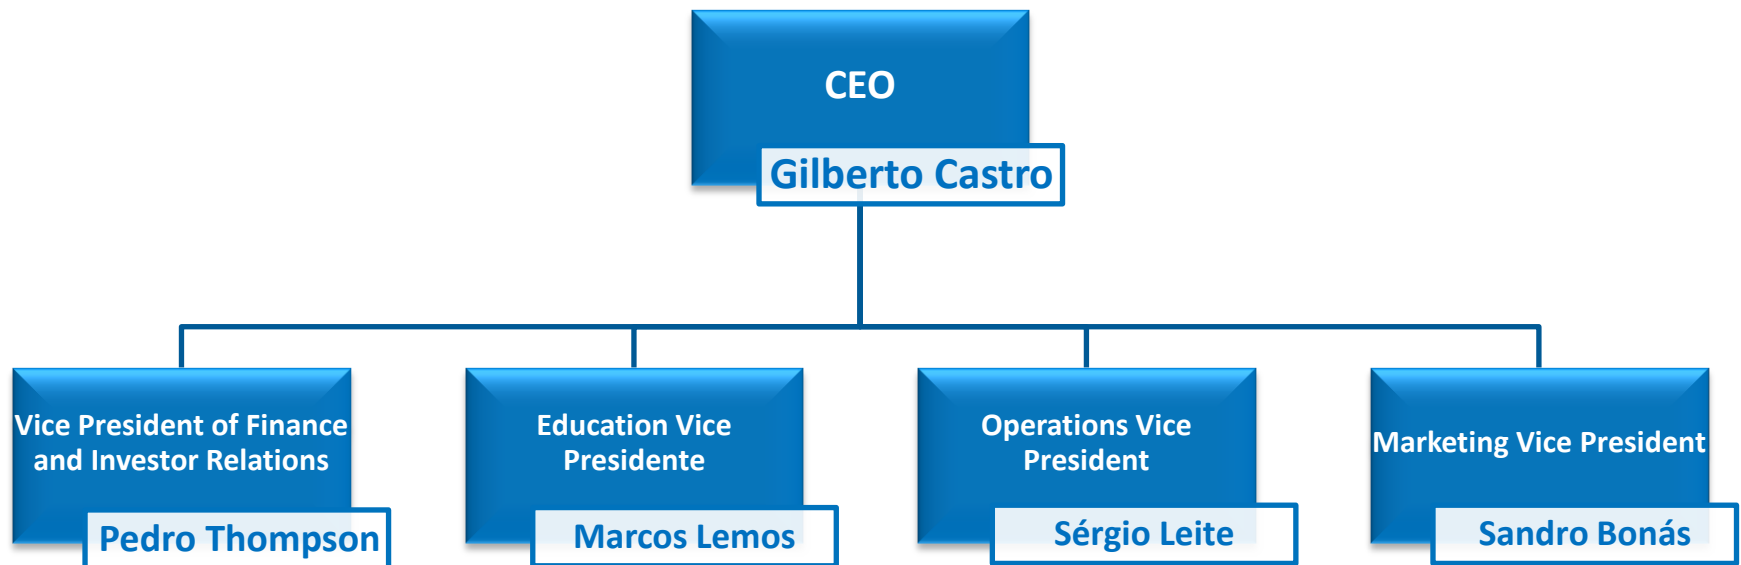 CEO
Gilberto Castro
Vice President of Finance
and Investor Relations
Pedro Thompson
Education Vice
Presidente
Marcos Lemos
Operations Vice
President
Sérgio Leite
Marketing Vice President
Sandro Bonás